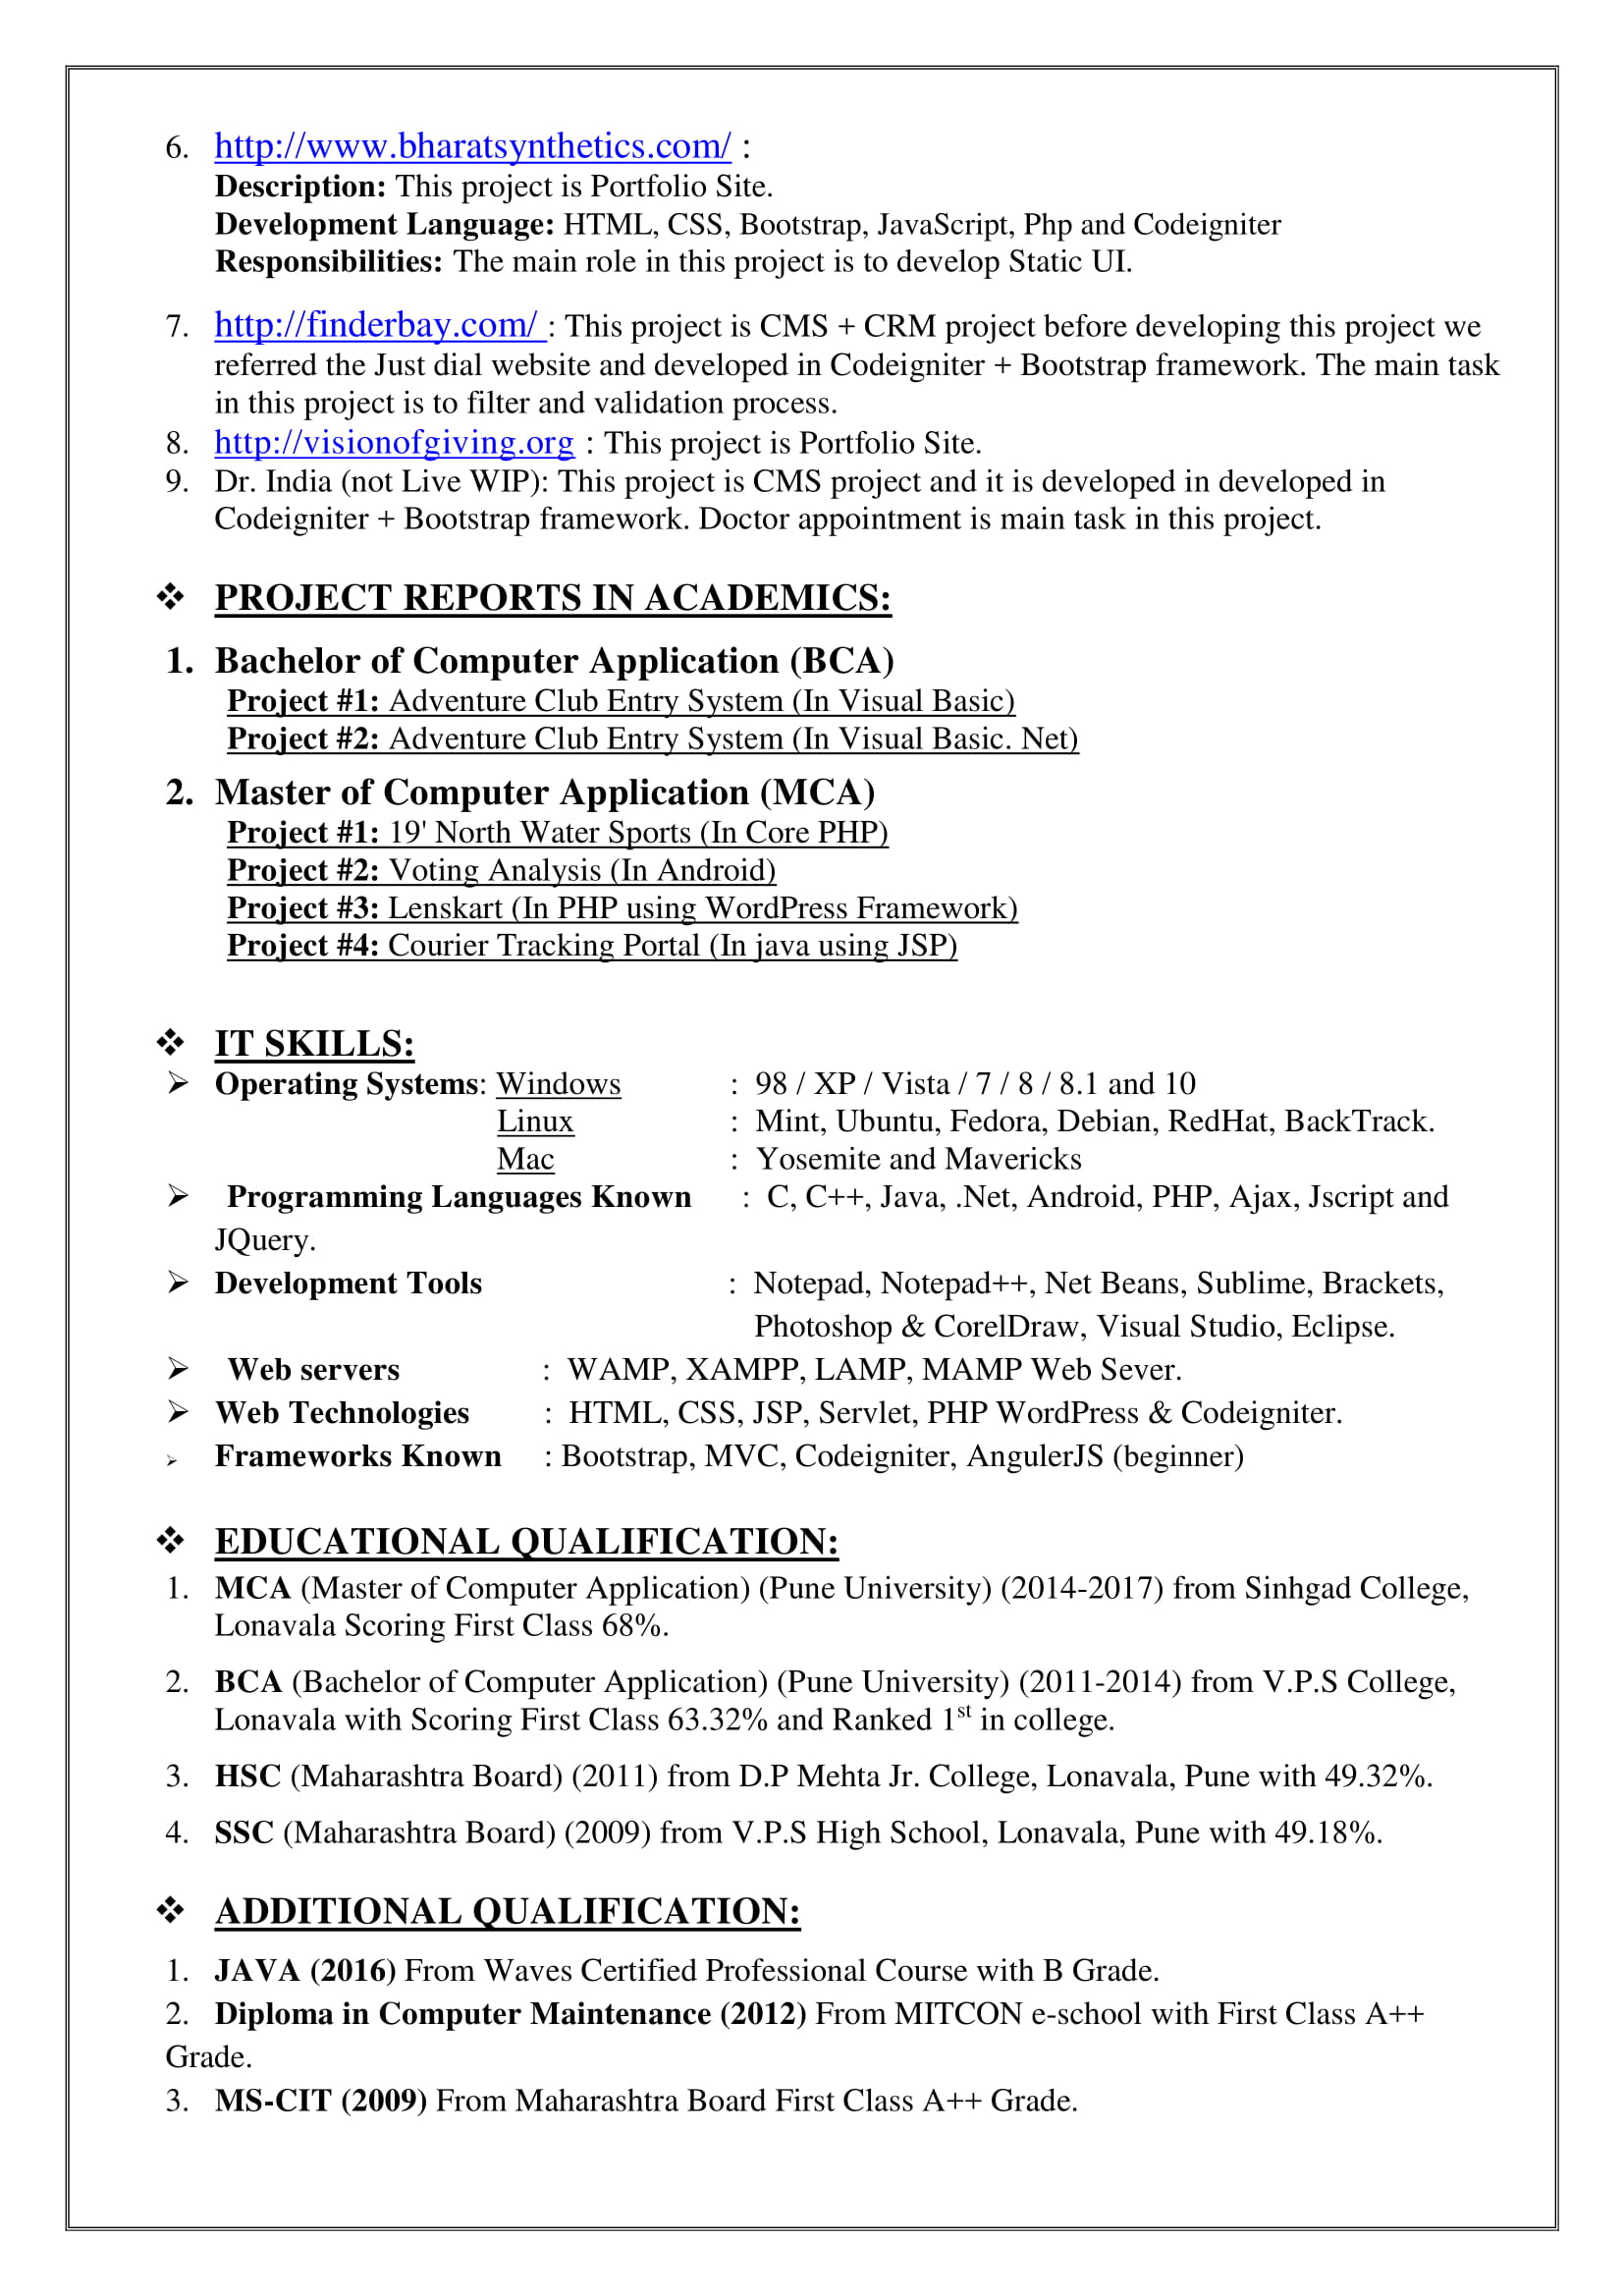 6. http://www.bharatsynthetics.com/ :
Description: This project is Portfolio Site.
Development Language: HTML, CSS, Bootstrap, JavaScript, Php and Codeigniter
Responsibilities: The main role in this project is to develop Static UI.
7. http://finderbay.com/ : This project is CMS + CRM project before developing this project we
referred the Just dial website and developed in Codeigniter + Bootstrap framework. The main task
in this project is to filter and validation process.
8. http://visionofgiving.org : This project is Portfolio Site.
9. Dr. India (not Live WIP): This project is CMS project and it is developed in developed in
Codeigniter + Bootstrap framework. Doctor appointment is main task in this project.
❖ PROJECT REPORTS IN ACADEMICS:
1. Bachelor of Computer Application (BCA)
Project #1: Adventure Club Entry System (In Visual Basic)
Project #2: Adventure Club Entry System (In Visual Basic. Net)
2. Master of Computer Application (MCA)
Project #1: 19' North Water Sports (In Core PHP)
Project #2: Voting Analysis (In Android)
Project #3: Lenskart (In PHP using WordPress Framework)
Project #4: Courier Tracking Portal (In java using JSP)
❖ IT SKILLS:
➢ Operating Systems: Windows : 98 / XP / Vista / 7 / 8 / 8.1 and 10
Linux : Mint, Ubuntu, Fedora, Debian, RedHat, BackTrack.
Mac : Yosemite and Mavericks
➢ Programming Languages Known : C, C++, Java, .Net, Android, PHP, Ajax, Jscript and
JQuery.
➢ Development Tools : Notepad, Notepad++, Net Beans, Sublime, Brackets,
Photoshop & CorelDraw, Visual Studio, Eclipse.
➢ Web servers : WAMP, XAMPP, LAMP, MAMP Web Sever.
➢ Web Technologies : HTML, CSS, JSP, Servlet, PHP WordPress & Codeigniter.
➢ Frameworks Known : Bootstrap, MVC, Codeigniter, AngulerJS (beginner)
❖ EDUCATIONAL QUALIFICATION:
1. MCA (Master of Computer Application) (Pune University) (2014-2017) from Sinhgad College,
Lonavala Scoring First Class 68%.
2. BCA (Bachelor of Computer Application) (Pune University) (2011-2014) from V.P.S College,
Lonavala with Scoring First Class 63.32% and Ranked 1st in college.
3. HSC (Maharashtra Board) (2011) from D.P Mehta Jr. College, Lonavala, Pune with 49.32%.
4. SSC (Maharashtra Board) (2009) from V.P.S High School, Lonavala, Pune with 49.18%.
❖ ADDITIONAL QUALIFICATION:
1. JAVA (2016) From Waves Certified Professional Course with B Grade.
2. Diploma in Computer Maintenance (2012) From MITCON e-school with First Class A++
Grade.
3. MS-CIT (2009) From Maharashtra Board First Class A++ Grade.